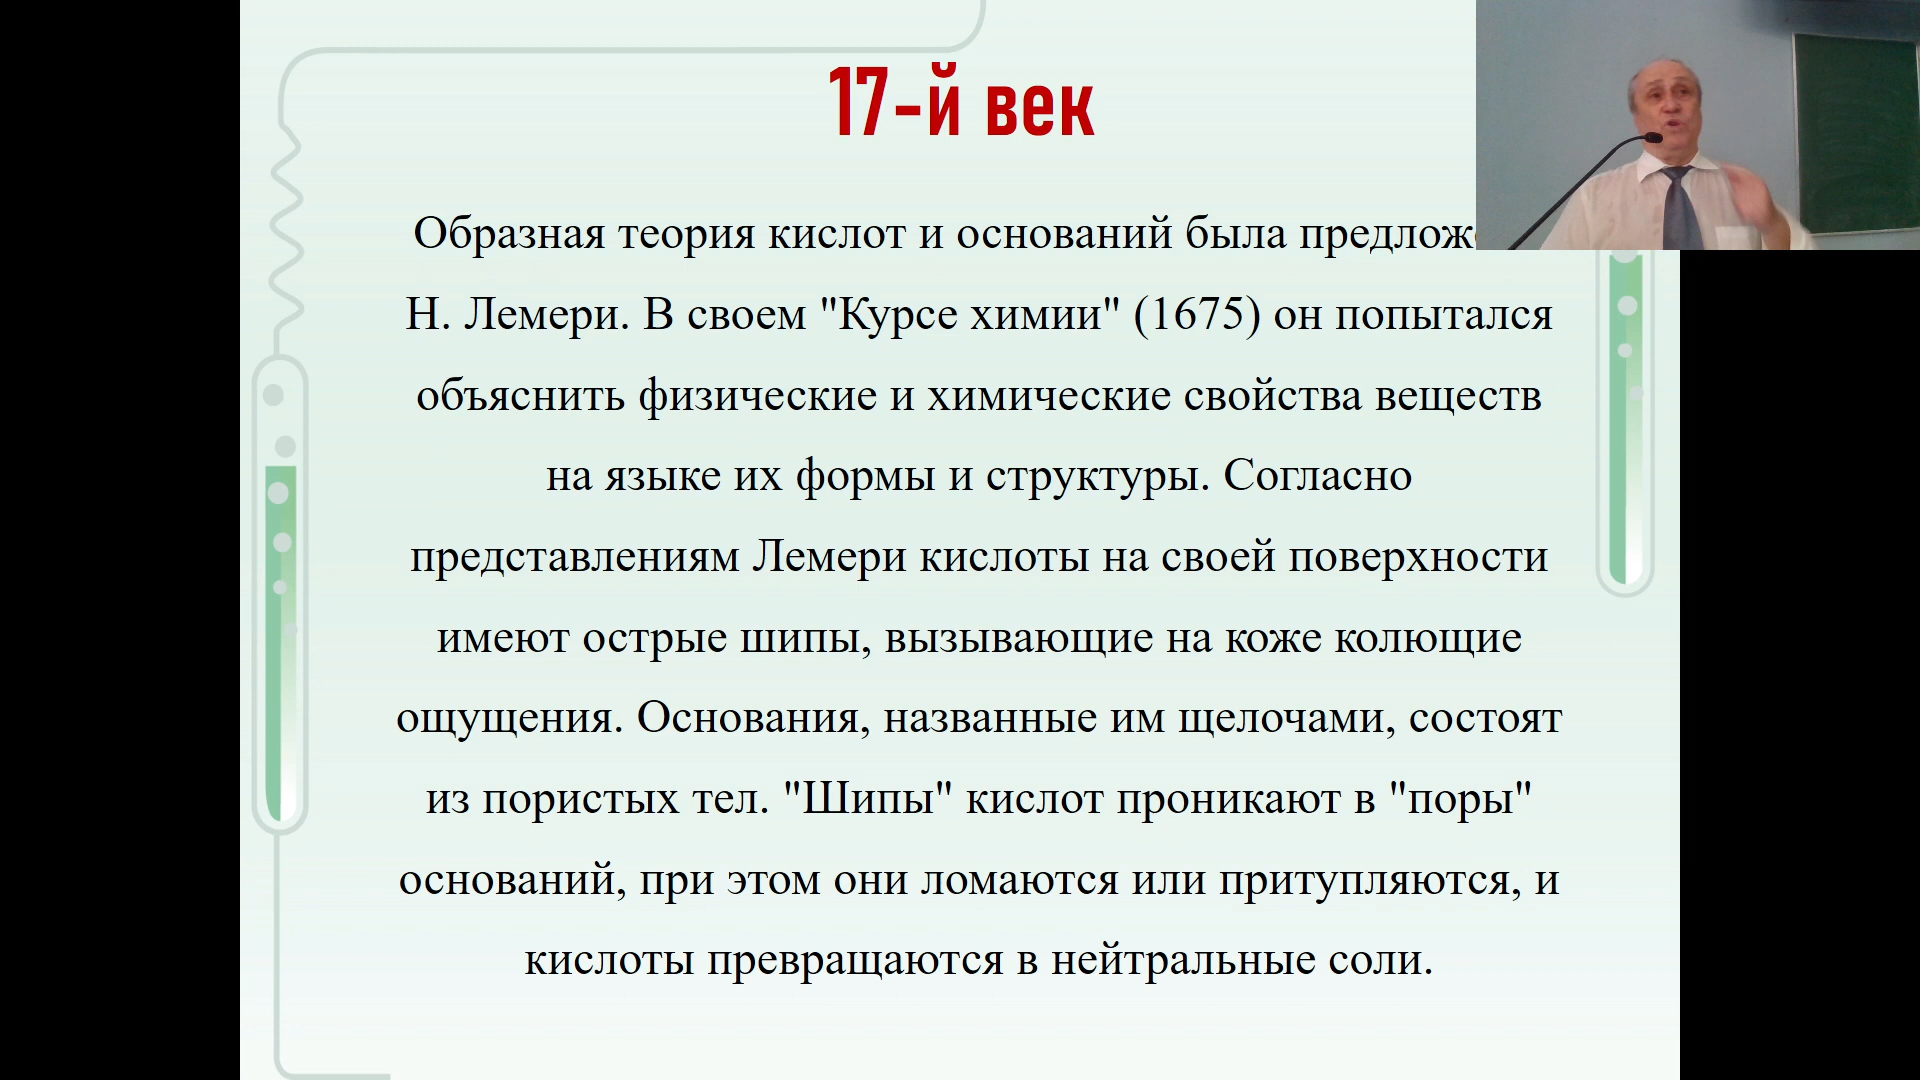 17-й век
Образная теория кислот и оснований была
Н. Лемери. В своем "Курсе химии" (1675) он попытался
объяснить физические и химические свойства веществ
на языке их формы и структуры. Согласно
представлениям Лемери кислоты на своей поверхности
имеют острые шипы, вызывающие на коже колющие
ощущения. Основания, названные им щелочами, состоят
из пористых тел. "Шипы" кислот проникают в "поры"
оснований, при этом они ломаются или притупляются, и
кислоты превращаются в нейтральные соли.